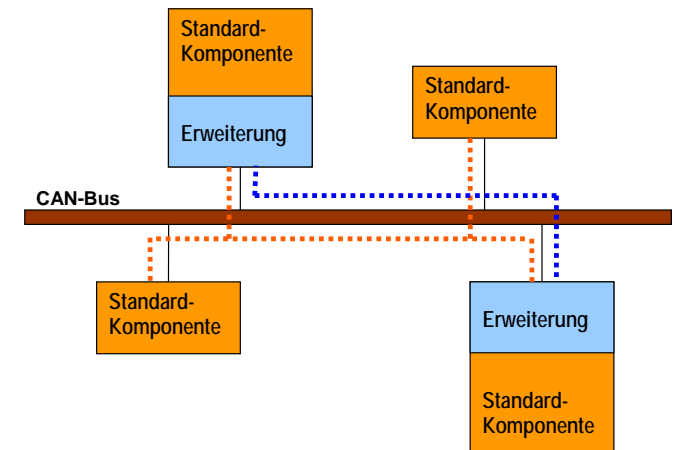 Standard-
Komponente
Erweiterung
Standard-
Komponente
CAN-Bus
Standard-
Komponente
Erweiterung
Standard-
Komponente